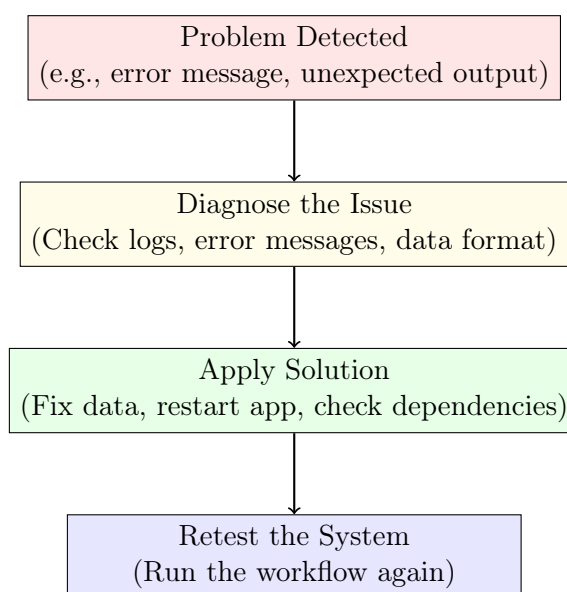 Problem Detected
(e.g., error message, unexpected output)
Diagnose the Issue
(Check logs, error messages, data format)
Apply Solution
(Fix data, restart app, check dependencies)
Retest the System
(Run the workflow again)